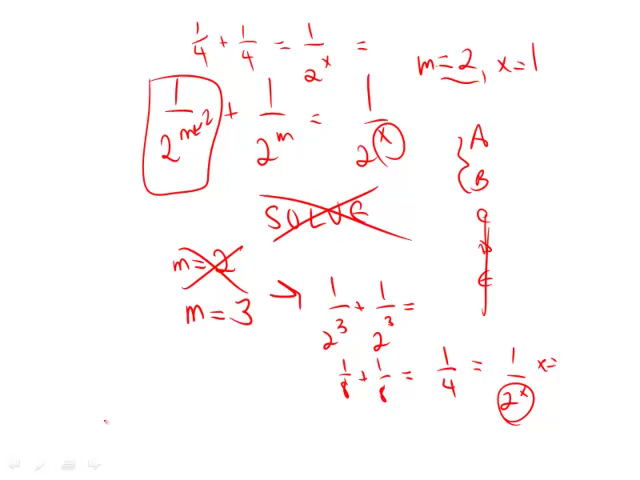 1/4 + 1/4 = 1/2^x =
m=2, x=1
1/2^m=2 + 1/2^m = 1/2^x
A
B
C
D
E
SOLVE
m=2
m=3 → 1/2^3 + 1/2^3 =
1/8 + 1/8 = 1/4 = 1/2^x x=